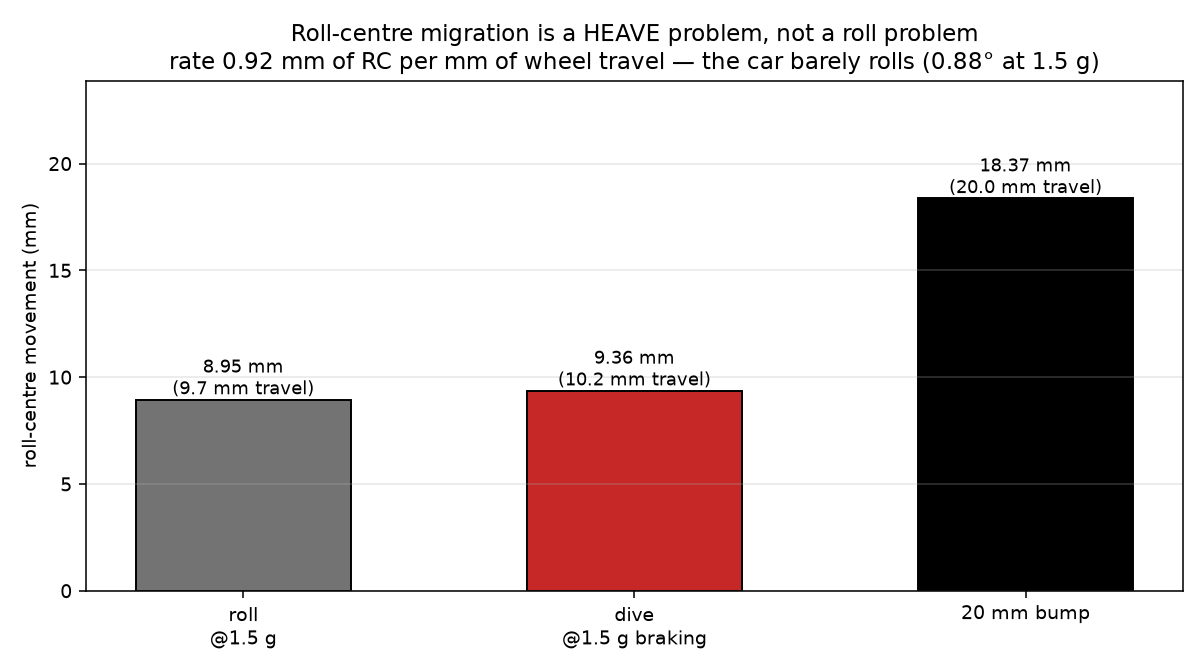 Roll-centre migration is a HEAVE problem, not a roll problem
rate 0.92 mm of RC per mm of wheel travel — the car barely rolls (0.88° at 1.5 g)
roll-centre movement (mm)
20
15
10
5
0
8.95 mm
(9.7 mm travel)
9.36 mm
(10.2 mm travel)
18.37 mm
(20.0 mm travel)
roll
@1.5 g
dive
@1.5 g braking
20 mm bump